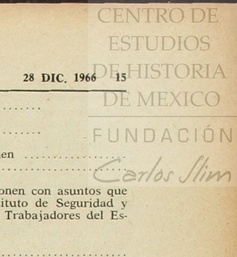 CENTRO DE
ESTUDIOS
DE HISTORIA
DE MEXICO
FUNDACIÓN
Carlos Slim
28 DIC. 1966 15
.......
.......
en ..................
onen con asuntos que
ituto de Seguridad y
Trabajadores del Es-
..................